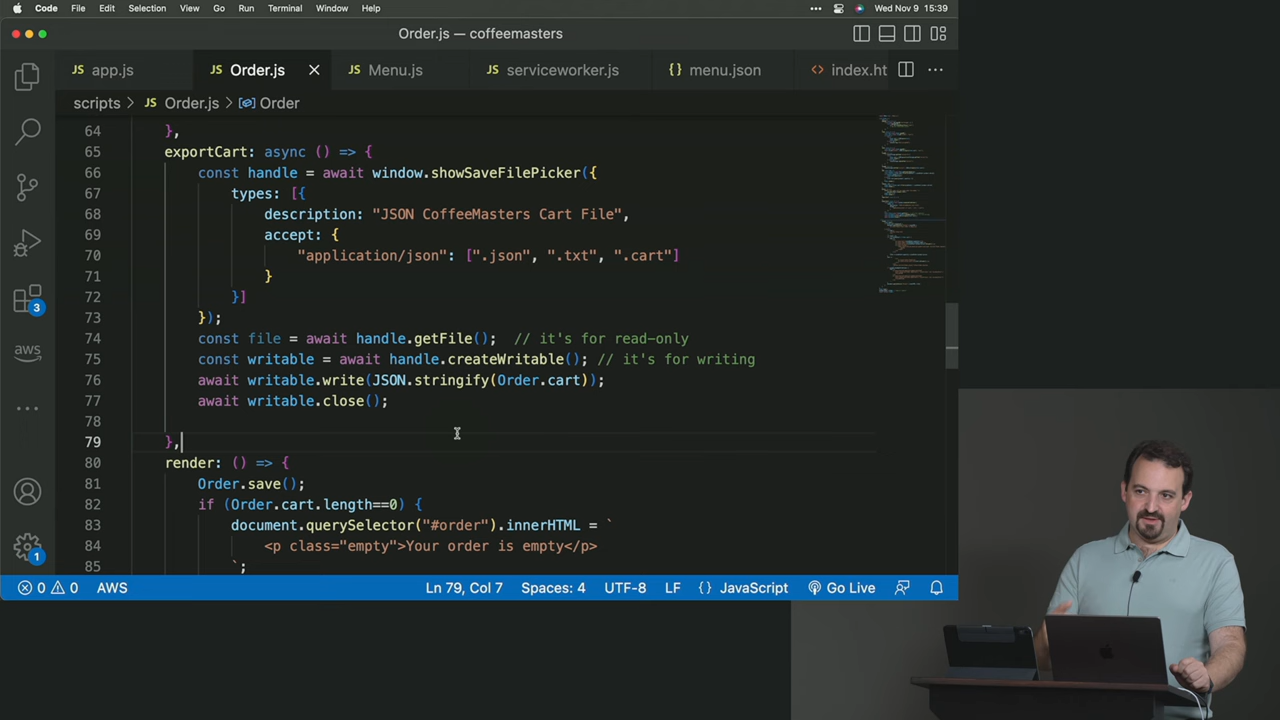 Code File Edit Selection View Go Run Terminal Window Help Wed Nov 9 15:39
Order.js — coffeemasters
JS app.js JS Order.js JS Menu.js JS serviceworker.js {} menu.json <> index.ht
scripts > JS Order.js > Order
64 },
65 exportCart: async () => {
66 const handle = await window.showSaveFilePicker({
67 types: [{
68 description: "JSON CoffeeMasters Cart File",
69 accept: {
70 "application/json": [".json", ".txt", ".cart"]
71 }
72 }]
73 });
74 const file = await handle.getFile(); // it's for read-only
75 const writable = await handle.createWritable(); // it's for writing
76 await writable.write(JSON.stringify(Order.cart));
77 await writable.close();
78
79 },
80 render: () => {
81 Order.save();
82 if (Order.cart.length==0) {
83 document.querySelector("#order").innerHTML = `
84 <p class="empty">Your order is empty</p>
85 `;
3
aws
1
0 0 AWS Ln 79, Col 7 Spaces: 4 UTF-8 LF {} JavaScript Go Live